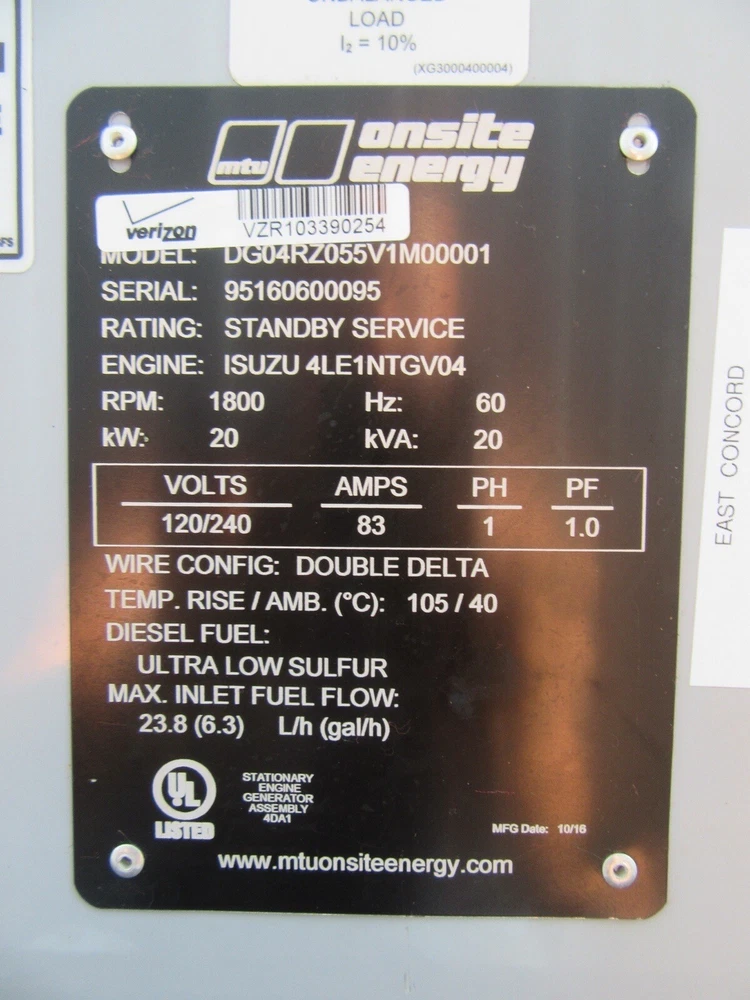 LOAD
I₂ = 10%
(XG3000400004)
mtu onsite energy
verizon
VZR103390254
MODEL: DG04RZ055V1M00001
SERIAL: 95160600095
RATING: STANDBY SERVICE
ENGINE: ISUZU 4LE1NTGV04
RPM: 1800 Hz: 60
kW: 20 kVA: 20
VOLTS AMPS PH PF
120/240 83 1 1.0
WIRE CONFIG: DOUBLE DELTA
TEMP. RISE / AMB. (°C): 105 / 40
DIESEL FUEL:
ULTRA LOW SULFUR
MAX. INLET FUEL FLOW:
23.8 (6.3) L/h (gal/h)
UL
LISTED
STATIONARY
ENGINE
GENERATOR
ASSEMBLY
4DA1
MFG Date: 10/16
www.mtuonsiteenergy.com
EAST CONCORD